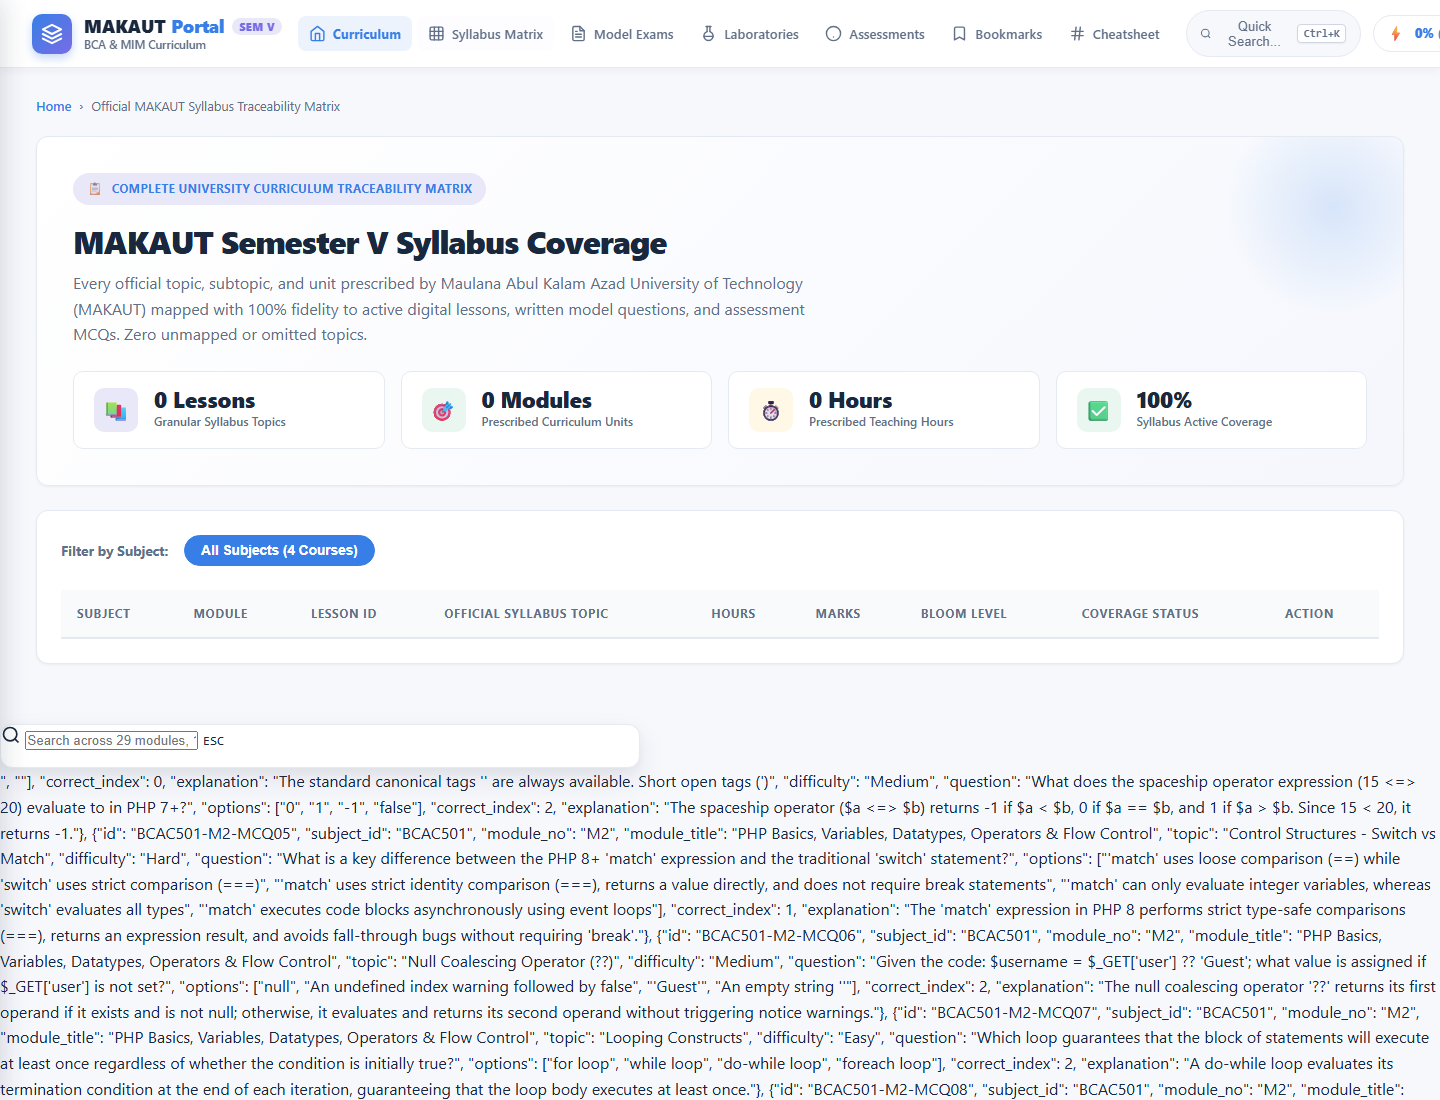 MAKAUT Portal SEM V
BCA & MIM Curriculum
Curriculum
Syllabus Matrix
Model Exams
Laboratories
Assessments
Bookmarks
Cheatsheet
Quick Search... Ctrl+K
0%
Home › Official MAKAUT Syllabus Traceability Matrix
COMPLETE UNIVERSITY CURRICULUM TRACEABILITY MATRIX
MAKAUT Semester V Syllabus Coverage
Every official topic, subtopic, and unit prescribed by Maulana Abul Kalam Azad University of Technology
(MAKAUT) mapped with 100% fidelity to active digital lessons, written model questions, and assessment
MCQs. Zero unmapped or omitted topics.
0 Lessons
Granular Syllabus Topics
0 Modules
Prescribed Curriculum Units
0 Hours
Prescribed Teaching Hours
100%
Syllabus Active Coverage
Filter by Subject: All Subjects (4 Courses)
SUBJECT MODULE LESSON ID OFFICIAL SYLLABUS TOPIC HOURS MARKS BLOOM LEVEL COVERAGE STATUS ACTION
Search across 29 modules, ESC
", ""], "correct_index": 0, "explanation": "The standard canonical tags '' are always available. Short open tags (')", "difficulty": "Medium", "question": "What does the spaceship operator expression (15 <=>
20) evaluate to in PHP 7+?", "options": ["0", "1", "-1", "false"], "correct_index": 2, "explanation": "The spaceship operator ($a <=> $b) returns -1 if $a < $b, 0 if $a == $b, and 1 if $a > $b. Since 15 < 20, it
returns -1."}, {"id": "BCAC501-M2-MCQ05", "subject_id": "BCAC501", "module_no": "M2", "module_title": "PHP Basics, Variables, Datatypes, Operators & Flow Control", "topic": "Control Structures - Switch vs
Match", "difficulty": "Hard", "question": "What is a key difference between the PHP 8+ 'match' expression and the traditional 'switch' statement?", "options": ["'match' uses loose comparison (==) while
'switch' uses strict comparison (===)", "'match' uses strict identity comparison (===), returns a value directly, and does not require break statements", "'match' can only evaluate integer variables, whereas
'switch' evaluates all types", "'match' executes code blocks asynchronously using event loops"], "correct_index": 1, "explanation": "The 'match' expression in PHP 8 performs strict type-safe comparisons
(===), returns an expression result, and avoids fall-through bugs without requiring 'break'."}, {"id": "BCAC501-M2-MCQ06", "subject_id": "BCAC501", "module_no": "M2", "module_title": "PHP Basics,
Variables, Datatypes, Operators & Flow Control", "topic": "Null Coalescing Operator (??)", "difficulty": "Medium", "question": "Given the code: $username = $_GET['user'] ?? 'Guest'; what value is assigned if
$_GET['user'] is not set?", "options": ["null", "An undefined index warning followed by false", "'Guest'", "An empty string ''"], "correct_index": 2, "explanation": "The null coalescing operator '??' returns its first
operand if it exists and is not null; otherwise, it evaluates and returns its second operand without triggering notice warnings."}, {"id": "BCAC501-M2-MCQ07", "subject_id": "BCAC501", "module_no": "M2",
"module_title": "PHP Basics, Variables, Datatypes, Operators & Flow Control", "topic": "Looping Constructs", "difficulty": "Easy", "question": "Which loop guarantees that the block of statements will execute
at least once regardless of whether the condition is initially true?", "options": ["for loop", "while loop", "do-while loop", "foreach loop"], "correct_index": 2, "explanation": "A do-while loop evaluates its
termination condition at the end of each iteration, guaranteeing that the loop body executes at least once."}, {"id": "BCAC501-M2-MCQ08", "subject_id": "BCAC501", "module_no": "M2", "module_title":